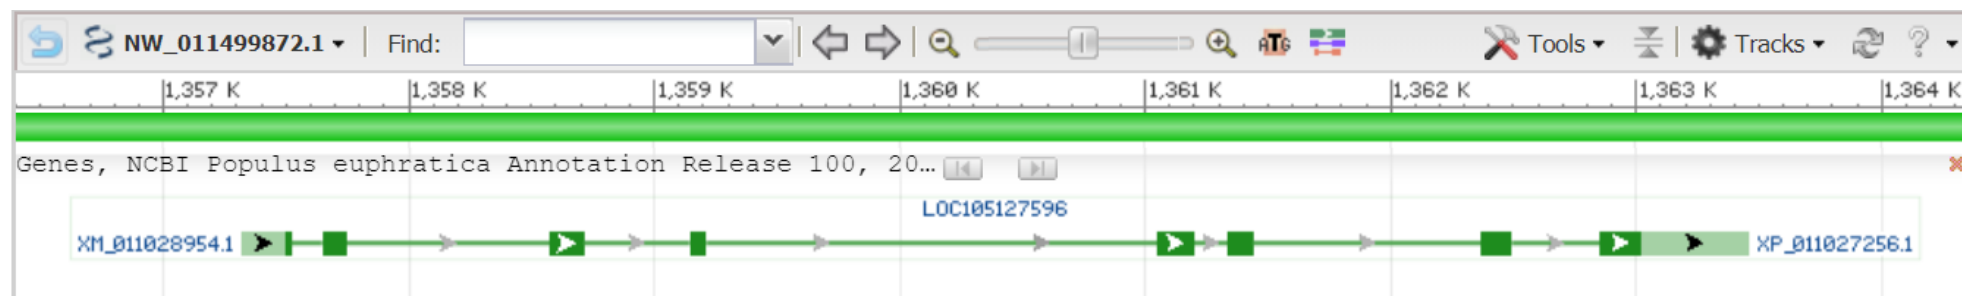 NW_011499872.1 Find: ATG Tools Tracks ?
1,357 K 1,358 K 1,359 K 1,360 K 1,361 K 1,362 K 1,363 K 1,364 K
Genes, NCBI Populus euphratica Annotation Release 100, 20…
LOC105127596
XM_011028954.1 XP_011027256.1